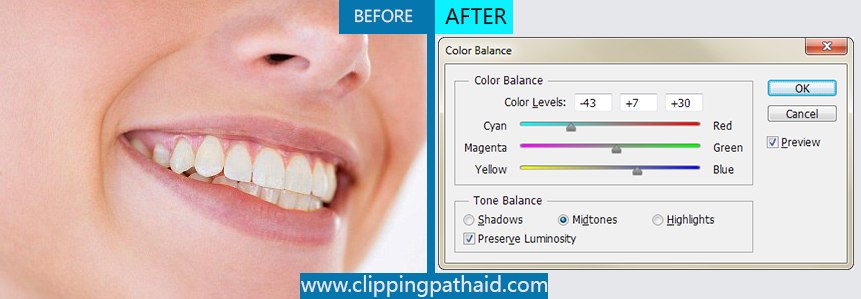 BEFORE
AFTER
Color Balance
Color Balance
Color Levels: -43 +7 +30
Cyan Red
Magenta Green
Yellow Blue
Tone Balance
Shadows Midtones Highlights
Preserve Luminosity
OK
Cancel
Preview
www.clippingpathaid.com